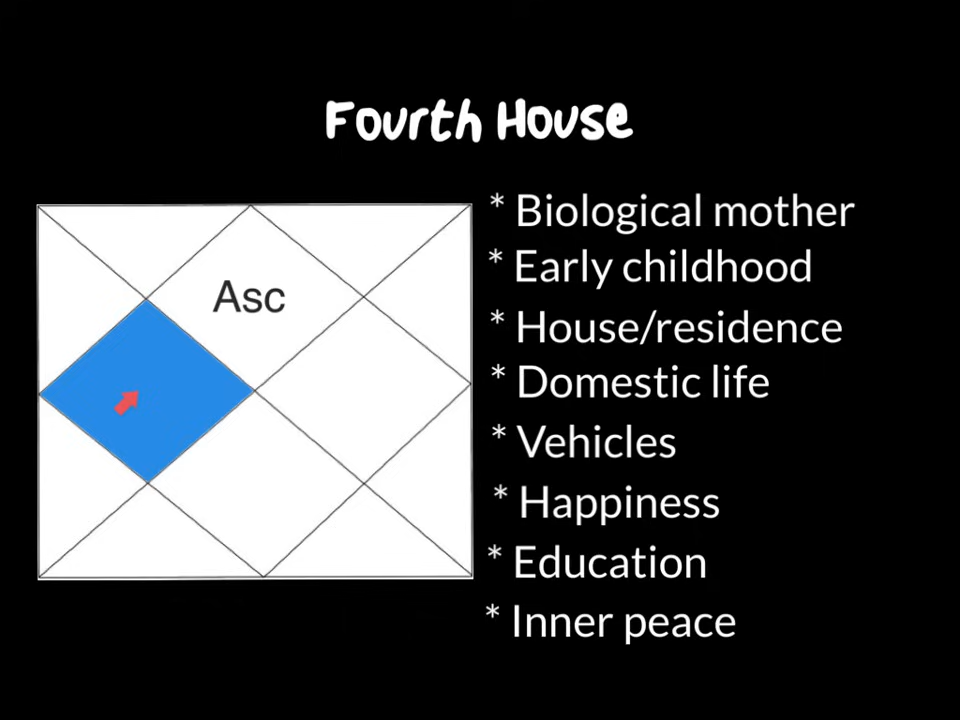 Fourth House
Asc
* Biological mother
* Early childhood
* House/residence
* Domestic life
* Vehicles
* Happiness
* Education
* Inner peace